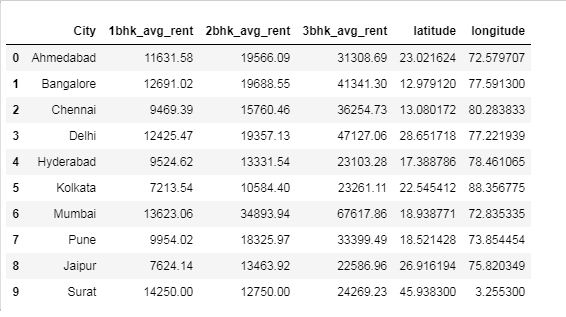 City 1bhk_avg_rent 2bhk_avg_rent 3bhk_avg_rent latitude longitude
0 Ahmedabad 11631.58 19566.09 31308.69 23.021624 72.579707
1 Bangalore 12691.02 19688.55 41341.30 12.979120 77.591300
2 Chennai 9469.39 15760.46 36254.73 13.080172 80.283833
3 Delhi 12425.47 19357.13 47127.06 28.651718 77.221939
4 Hyderabad 9524.62 13331.54 23103.28 17.388786 78.461065
5 Kolkata 7213.54 10584.40 23261.11 22.545412 88.356775
6 Mumbai 13623.06 34893.94 67617.86 18.938771 72.835335
7 Pune 9954.02 18325.97 33399.49 18.521428 73.854454
8 Jaipur 7624.14 13463.92 22586.96 26.916194 75.820349
9 Surat 14250.00 12750.00 24269.23 45.938300 3.255300